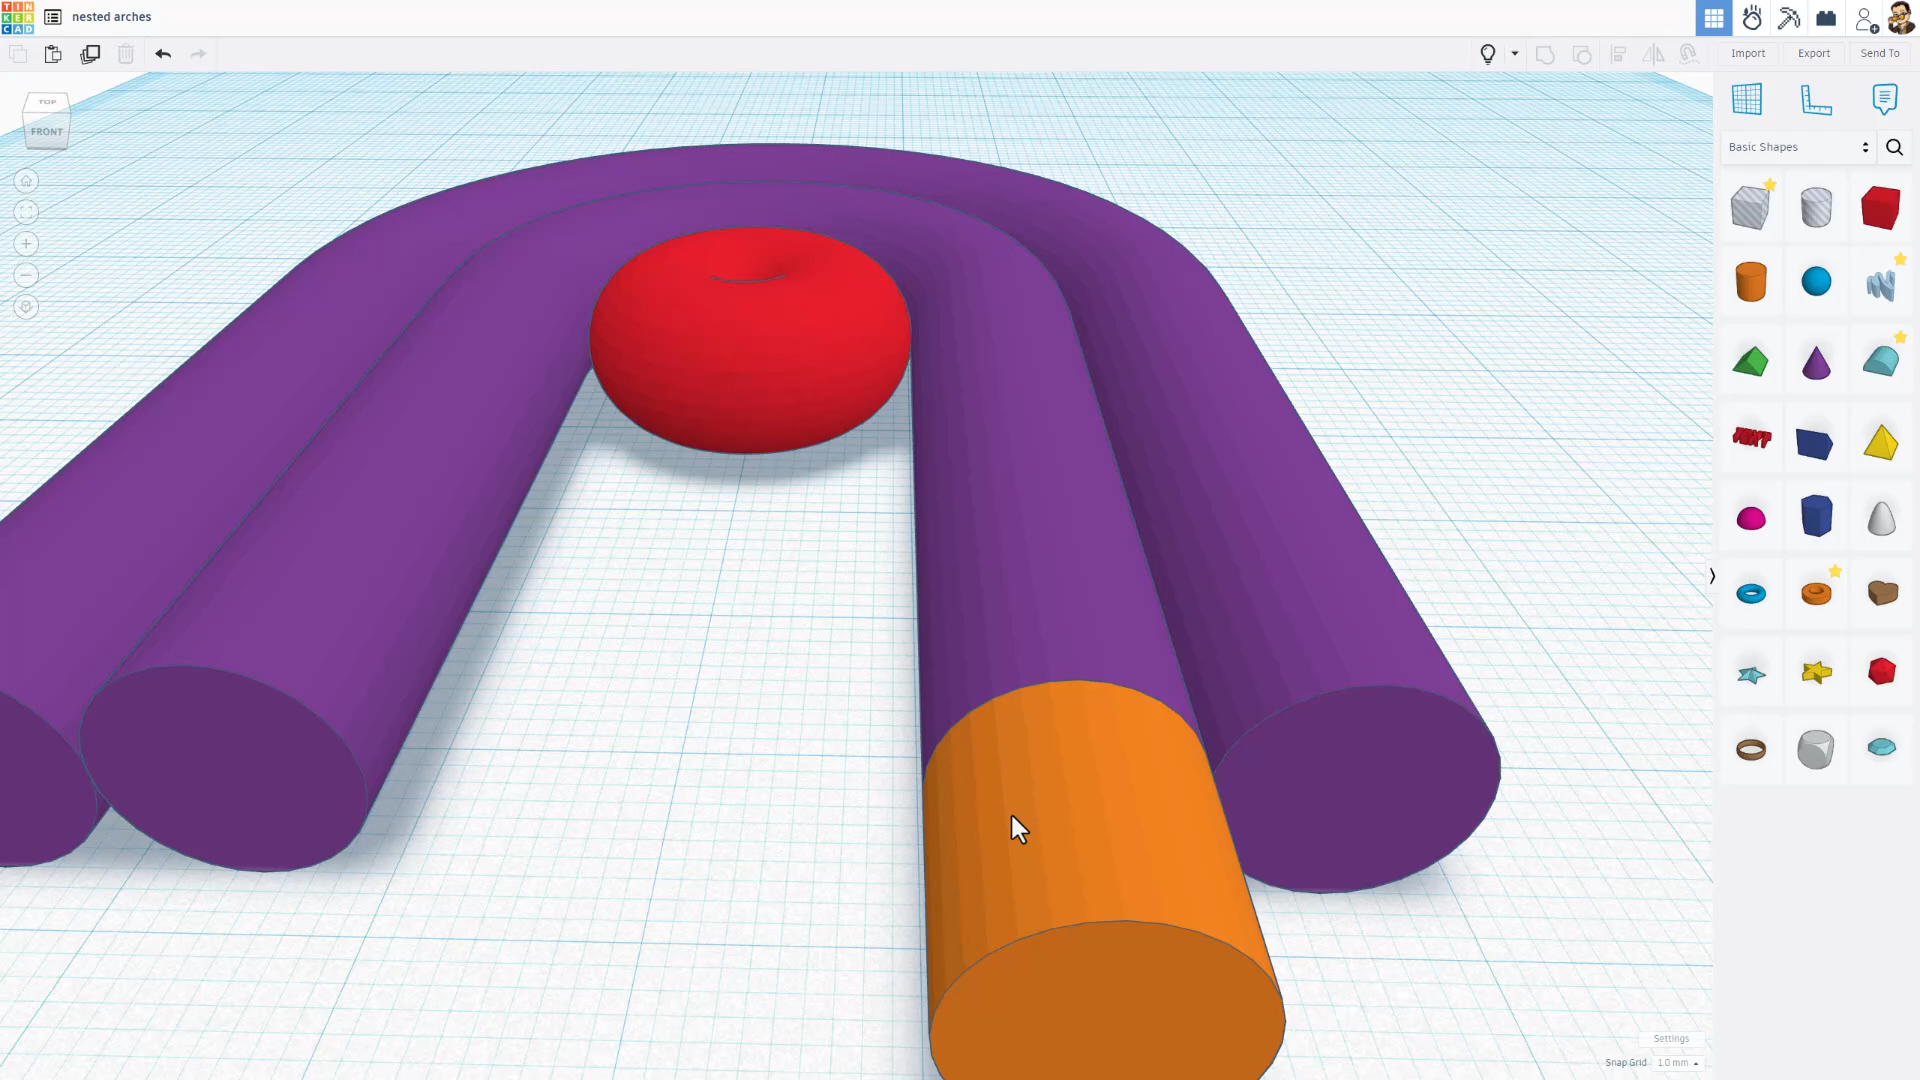 TIN
KER
CAD
nested arches
Import
Export
Send To
TOP
FRONT
Basic Shapes
TEXT
Settings
Snap Grid 1.0 mm